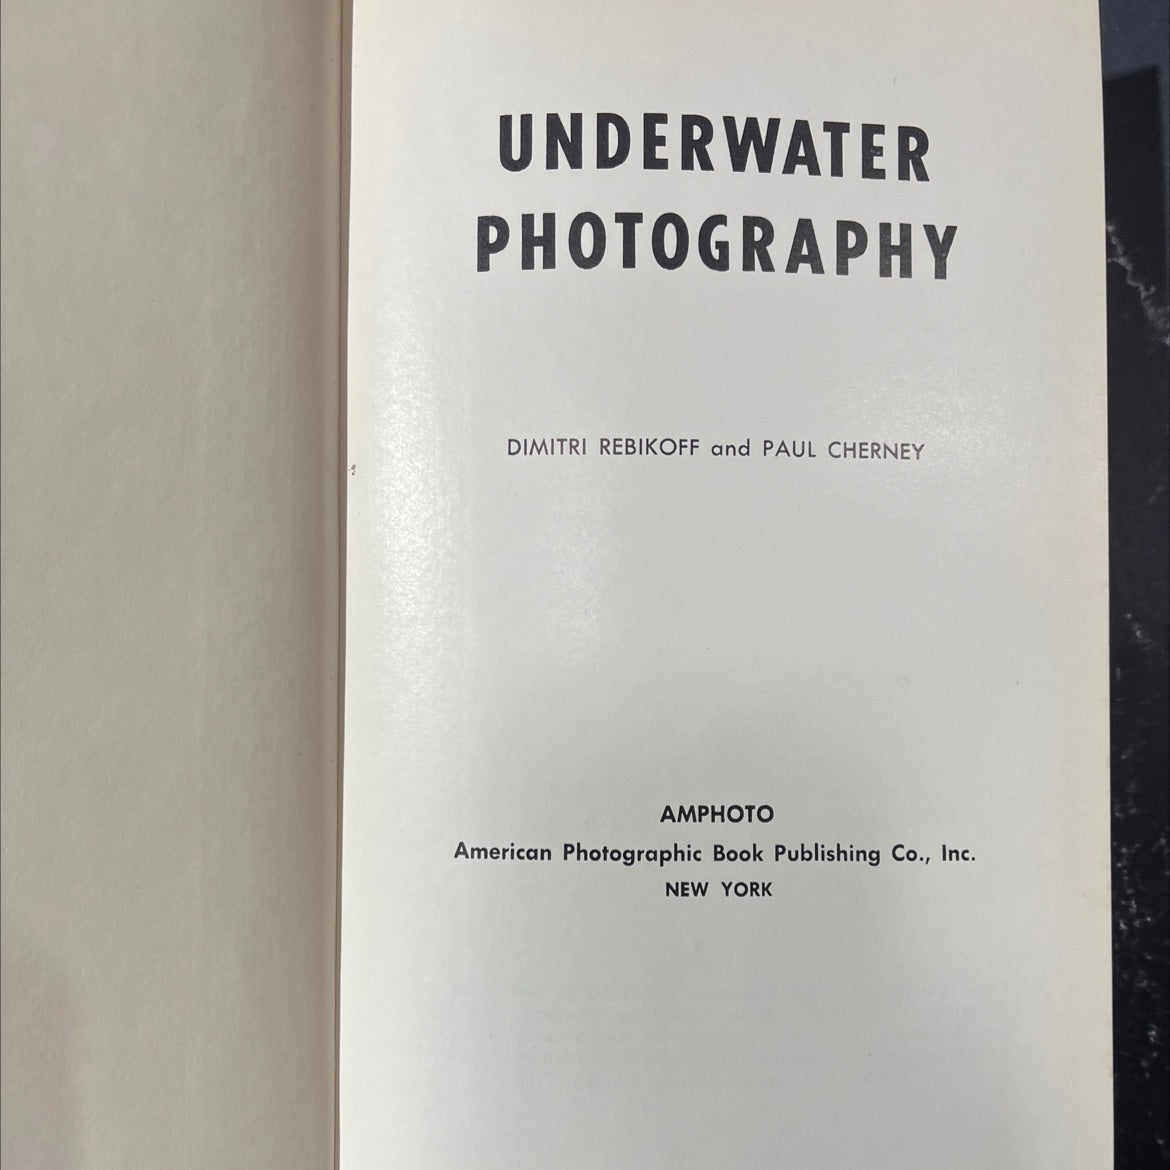 UNDERWATER
PHOTOGRAPHY
DIMITRI REBIKOFF and PAUL CHERNEY
AMPHOTO
American Photographic Book Publishing Co., Inc.
NEW YORK